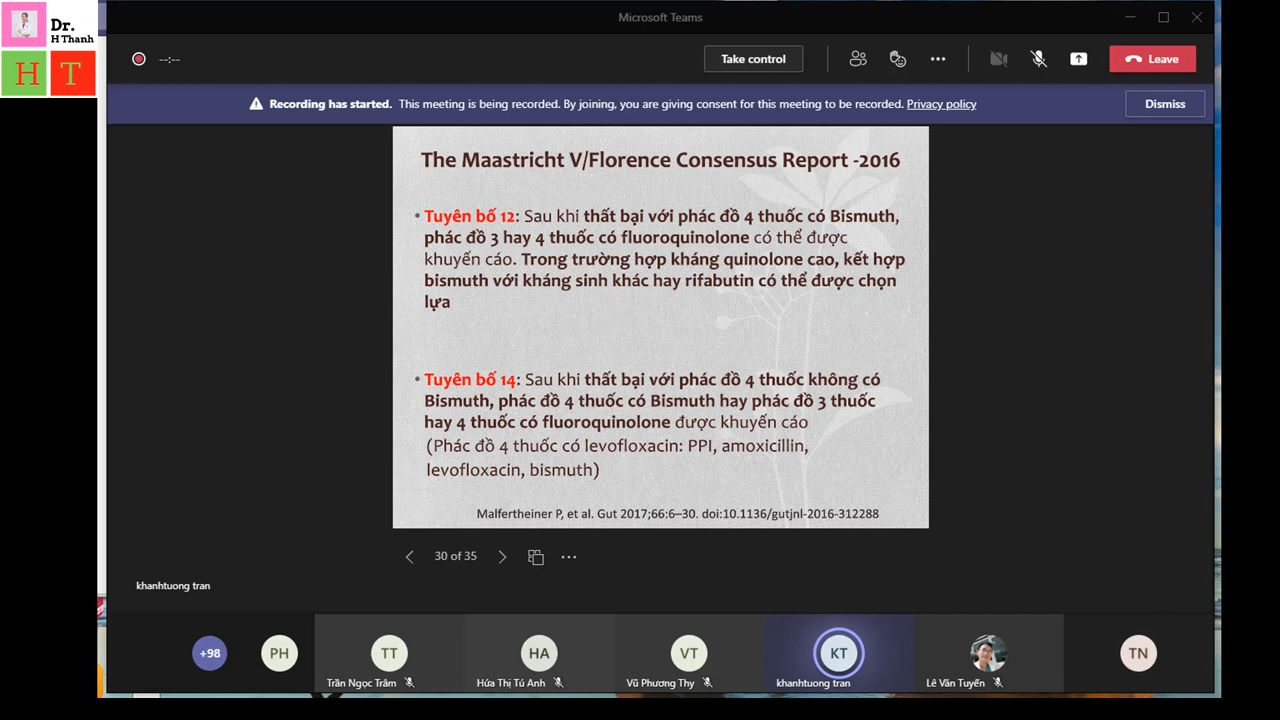 Dr.
H Thanh
H T
Microsoft Teams
--:--
Take control
Leave
Recording has started. This meeting is being recorded. By joining, you are giving consent for this meeting to be recorded. Privacy policy
Dismiss
The Maastricht V/Florence Consensus Report -2016
• Tuyên bố 12: Sau khi thất bại với phác đồ 4 thuốc có Bismuth,
phác đồ 3 hay 4 thuốc có fluoroquinolone có thể được
khuyến cáo. Trong trường hợp kháng quinolone cao, kết hợp
bismuth với kháng sinh khác hay rifabutin có thể được chọn
lựa
• Tuyên bố 14: Sau khi thất bại với phác đồ 4 thuốc không có
Bismuth, phác đồ 4 thuốc có Bismuth hay phác đồ 3 thuốc
hay 4 thuốc có fluoroquinolone được khuyến cáo
(Phác đồ 4 thuốc có levofloxacin: PPI, amoxicillin,
levofloxacin, bismuth)
Malfertheiner P, et al. Gut 2017;66:6–30. doi:10.1136/gutjnl-2016-312288
30 of 35
khanhtuong tran
+98
PH
TT
HA
VT
KT
TN
Trần Ngọc Trâm
Hứa Thị Tú Anh
Vũ Phương Thy
khanhtuong tran
Lê Văn Tuyến